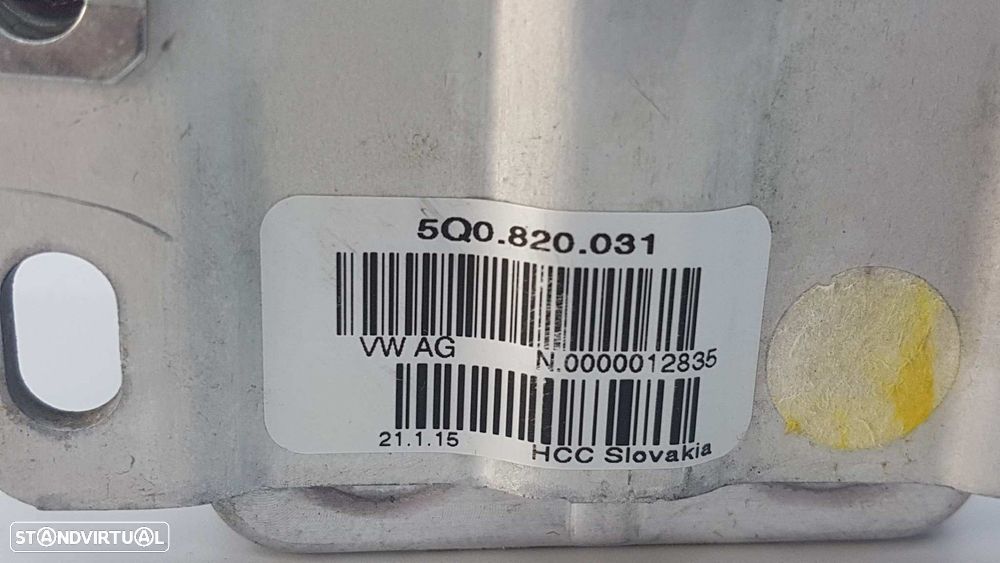 5Q0.820.031
VW AG N.0000012835
21.1.15 HCC Slovakia
STANDVIRTUAL